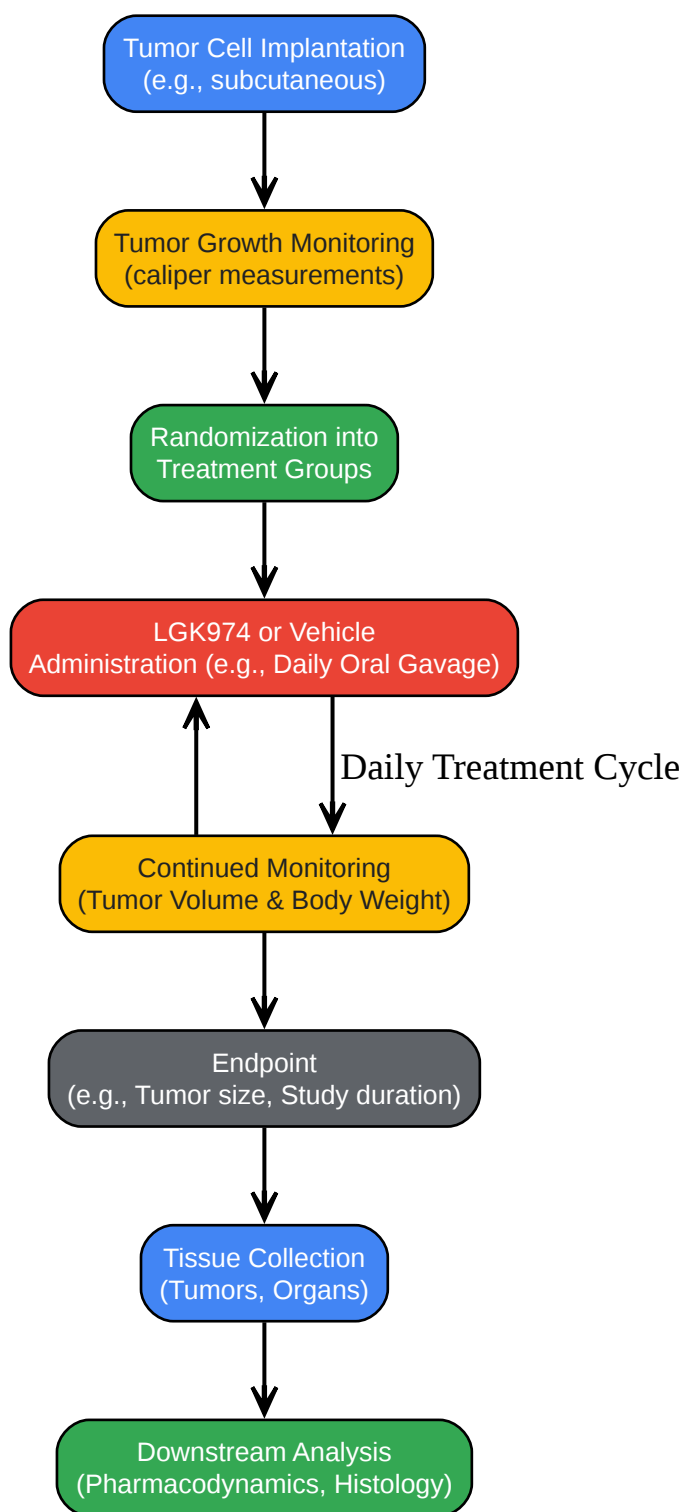 Tumor Cell Implantation
(e.g., subcutaneous)
Tumor Growth Monitoring
(caliper measurements)
Randomization into
Treatment Groups
LGK974 or Vehicle
Administration (e.g., Daily Oral Gavage)
Daily Treatment Cycle
Continued Monitoring
(Tumor Volume & Body Weight)
Endpoint
(e.g., Tumor size, Study duration)
Tissue Collection
(Tumors, Organs)
Downstream Analysis
(Pharmacodynamics, Histology)